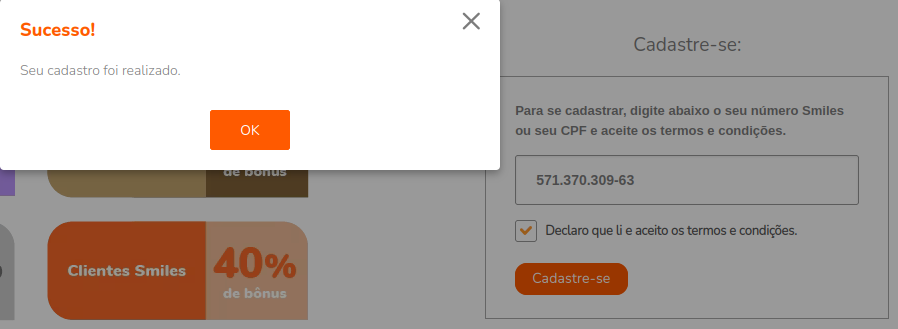 Sucesso!
Seu cadastro foi realizado.
OK
de bônus
Clientes Smiles
40%
de bônus
Cadastre-se:
Para se cadastrar, digite abaixo o seu número Smiles
ou seu CPF e aceite os termos e condições.
571.370.309-63
Declaro que li e aceito os termos e condições.
Cadastre-se